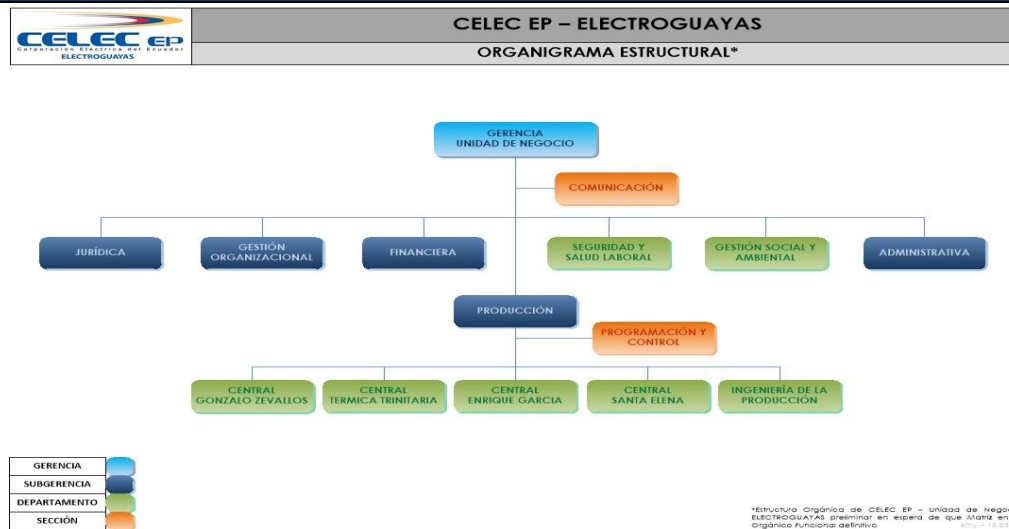 CELEC EP
Corporación Eléctrica del Ecuador
ELECTROGUAYAS
CELEC EP – ELECTROGUAYAS
ORGANIGRAMA ESTRUCTURAL*
GERENCIA
UNIDAD DE NEGOCIO
COMUNICACIÓN
JURÍDICA
GESTIÓN
ORGANIZACIONAL
FINANCIERA
SEGURIDAD Y
SALUD LABORAL
GESTIÓN SOCIAL Y
AMBIENTAL
ADMINISTRATIVA
PRODUCCIÓN
PROGRAMACIÓN Y
CONTROL
CENTRAL
GONZALO ZEVALLOS
CENTRAL
TERMICA TRINITARIA
CENTRAL
ENRIQUE GARCIA
CENTRAL
SANTA ELENA
INGENIERÍA DE LA
PRODUCCIÓN
GERENCIA
SUBGERENCIA
DEPARTAMENTO
SECCIÓN
*Estructura Orgánica de CELEC EP – Unidad de Nego
ELECTROGUAYAS preliminar en espera de que Matriz en
Orgánico Funcional definitivo